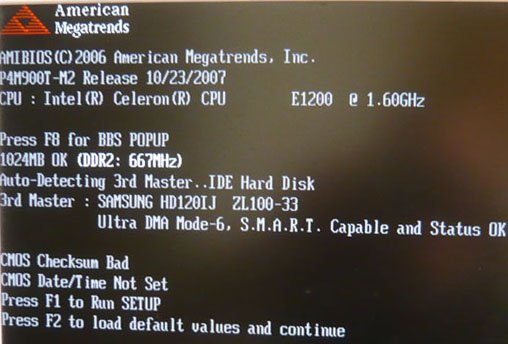 American
Megatrends
AMIBIOS(C)2006 American Megatrends, Inc.
P4M900T-M2 Release 10/23/2007
CPU : Intel(R) Celeron(R) CPU E1200 @ 1.60GHz
Press F8 for BBS POPUP
1024MB OK (DDR2: 667MHz)
Auto-Detecting 3rd Master..IDE Hard Disk
3rd Master : SAMSUNG HD120IJ ZL100-33
Ultra DMA Mode-6, S.M.A.R.T. Capable and Status OK
CMOS Checksum Bad
CMOS Date/Time Not Set
Press F1 to Run SETUP
Press F2 to load default values and continue